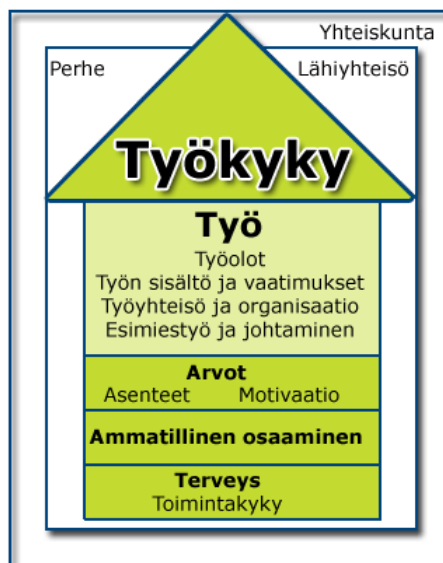 Yhteiskunta
Perhe Lähiyhteisö
Työkyky
Työ
Työolot
Työn sisältö ja vaatimukset
Työyhteisö ja organisaatio
Esimiestyö ja johtaminen
Arvot
Asenteet Motivaatio
Ammatillinen osaaminen
Terveys
Toimintakyky